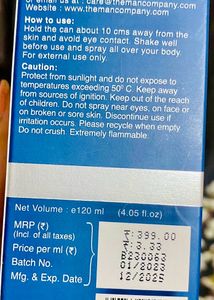 us at / or : care@themancompany.com
Website : www.themancompany.com
How to use:
Hold the can about 10 cms away from the
skin and avoid eye contact. Shake well
before use and spray all over your body.
For external use only.
Caution:
Protect from sunlight and do not expose to
temperatures exceeding 50⁰ C. Keep away
from sources of ignition. Keep out of the reach
of children. Do not spray near eyes, on face or
on broken or sore skin. Discontinue use if
irritation occurs. Please recycle when empty
Do not crush. Extremely flammable.
Net Volume : e120 ml (4.05 fl.oz)
MRP (₹) ₹.399.00
(Incl. of all taxes)
Price per ml (₹) ₹.3.33
Batch No. B230063
Mfg. & Exp. Date 01/2023
12/2025